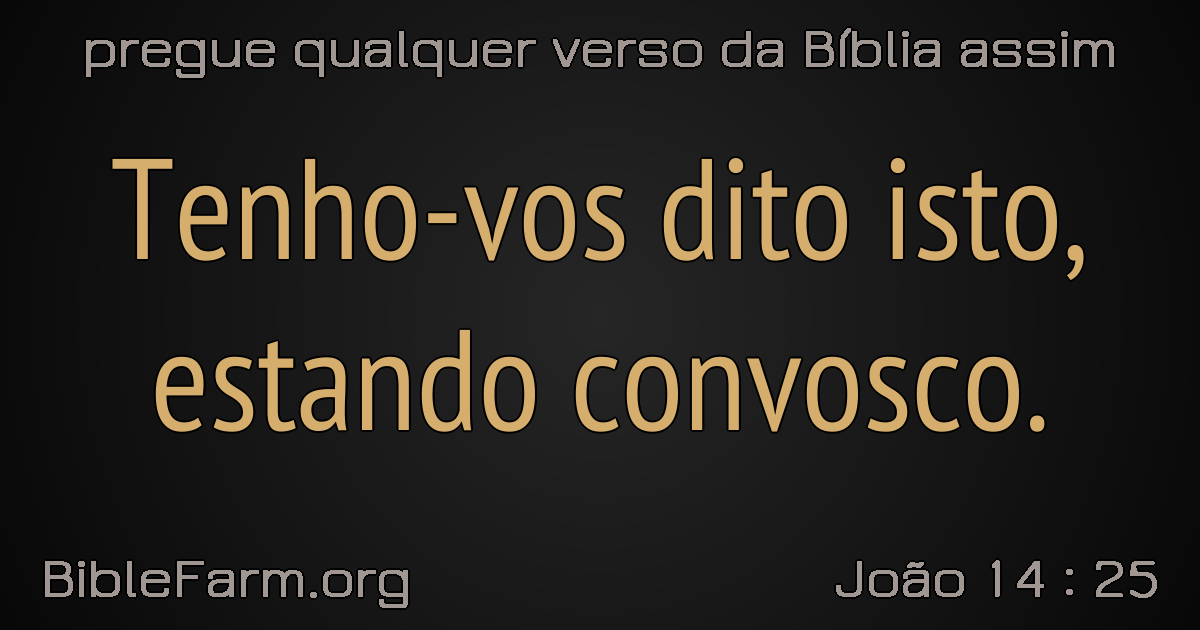 pregue qualquer verso da Bíblia assim
Tenho-vos dito isto,
estando convosco.
BibleFarm.org
João 14 : 25